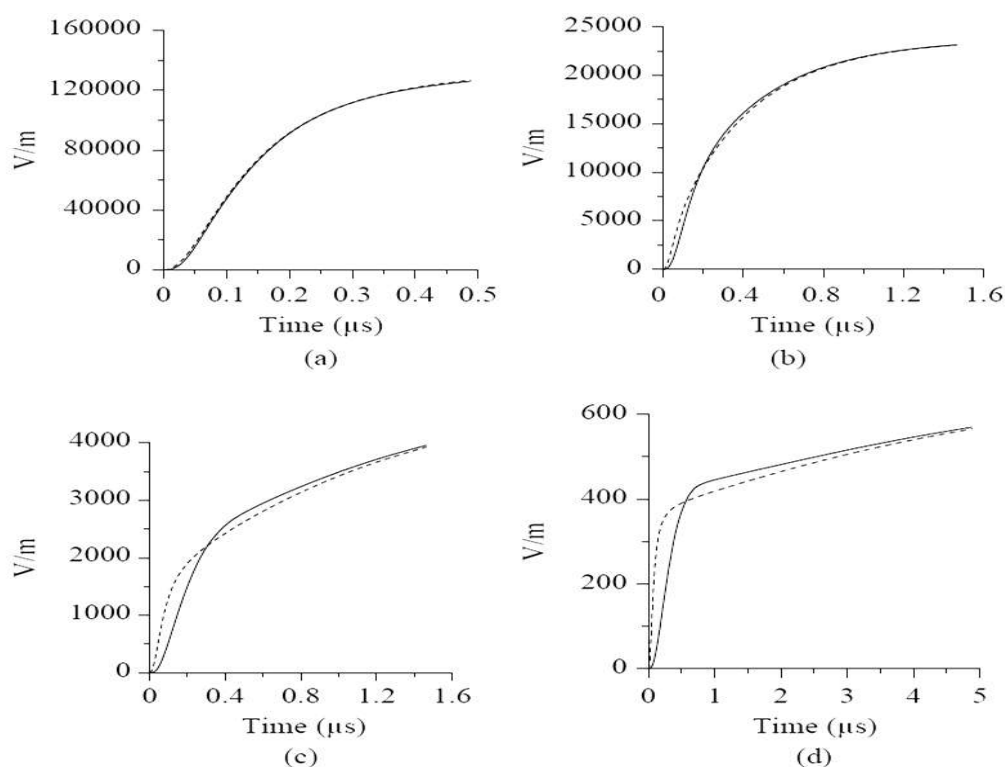 160000
120000
80000
40000
0
V/m
0 0.1 0.2 0.3 0.4 0.5
Time (μs)
(a)
25000
20000
15000
10000
5000
0
V/m
0 0.4 0.8 1.2 1.6
Time (μs)
(b)
4000
3000
2000
1000
0
V/m
0 0.4 0.8 1.2 1.6
Time (μs)
(c)
600
400
200
0
V/m
0 1 2 3 4 5
Time (μs)
(d)